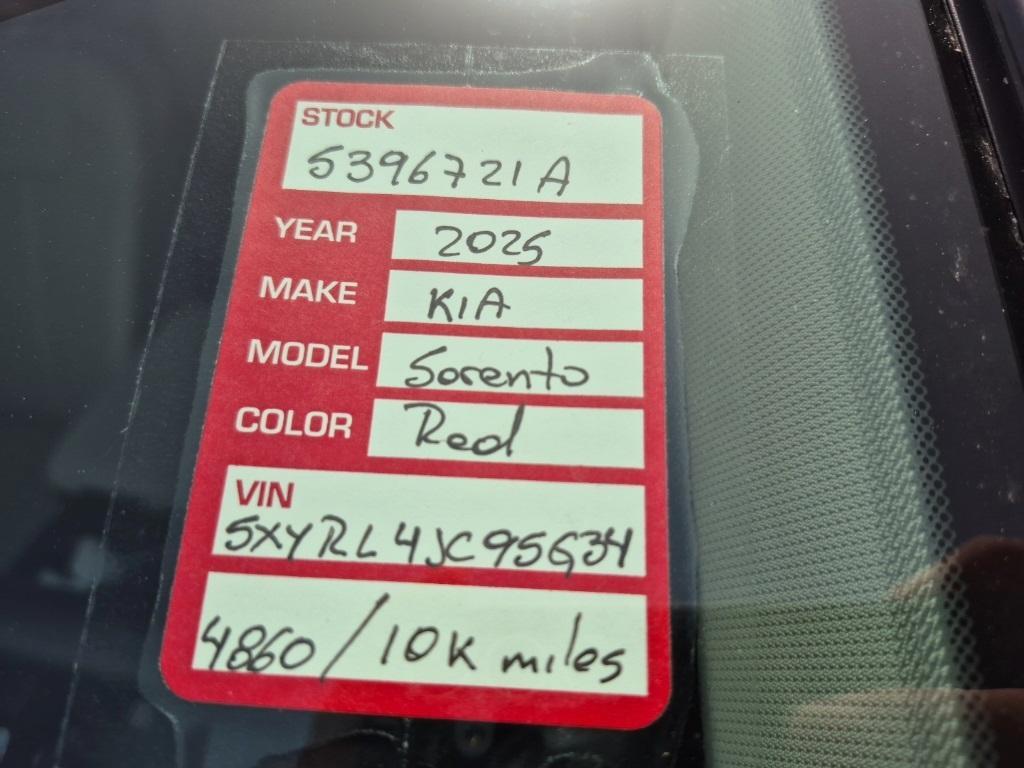 STOCK
5396721A
YEAR 2025
MAKE KIA
MODEL Sorento
COLOR Red
VIN
5XYRL4JC95G34
4860/10K miles